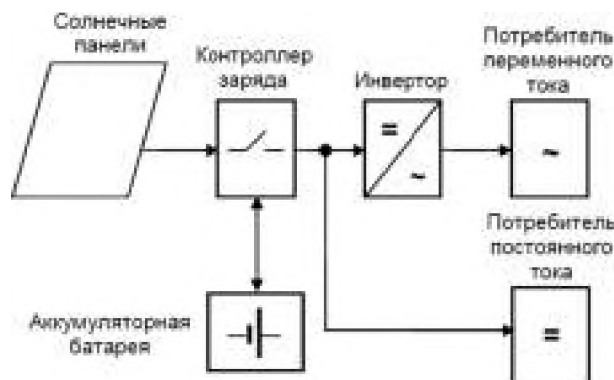 Солнечные
панели
Контроллер
заряда
Инвертор
Потребитель
переменного
тока
=
~
~
Потребитель
постоянного
тока
=
Аккумуляторная
батарея